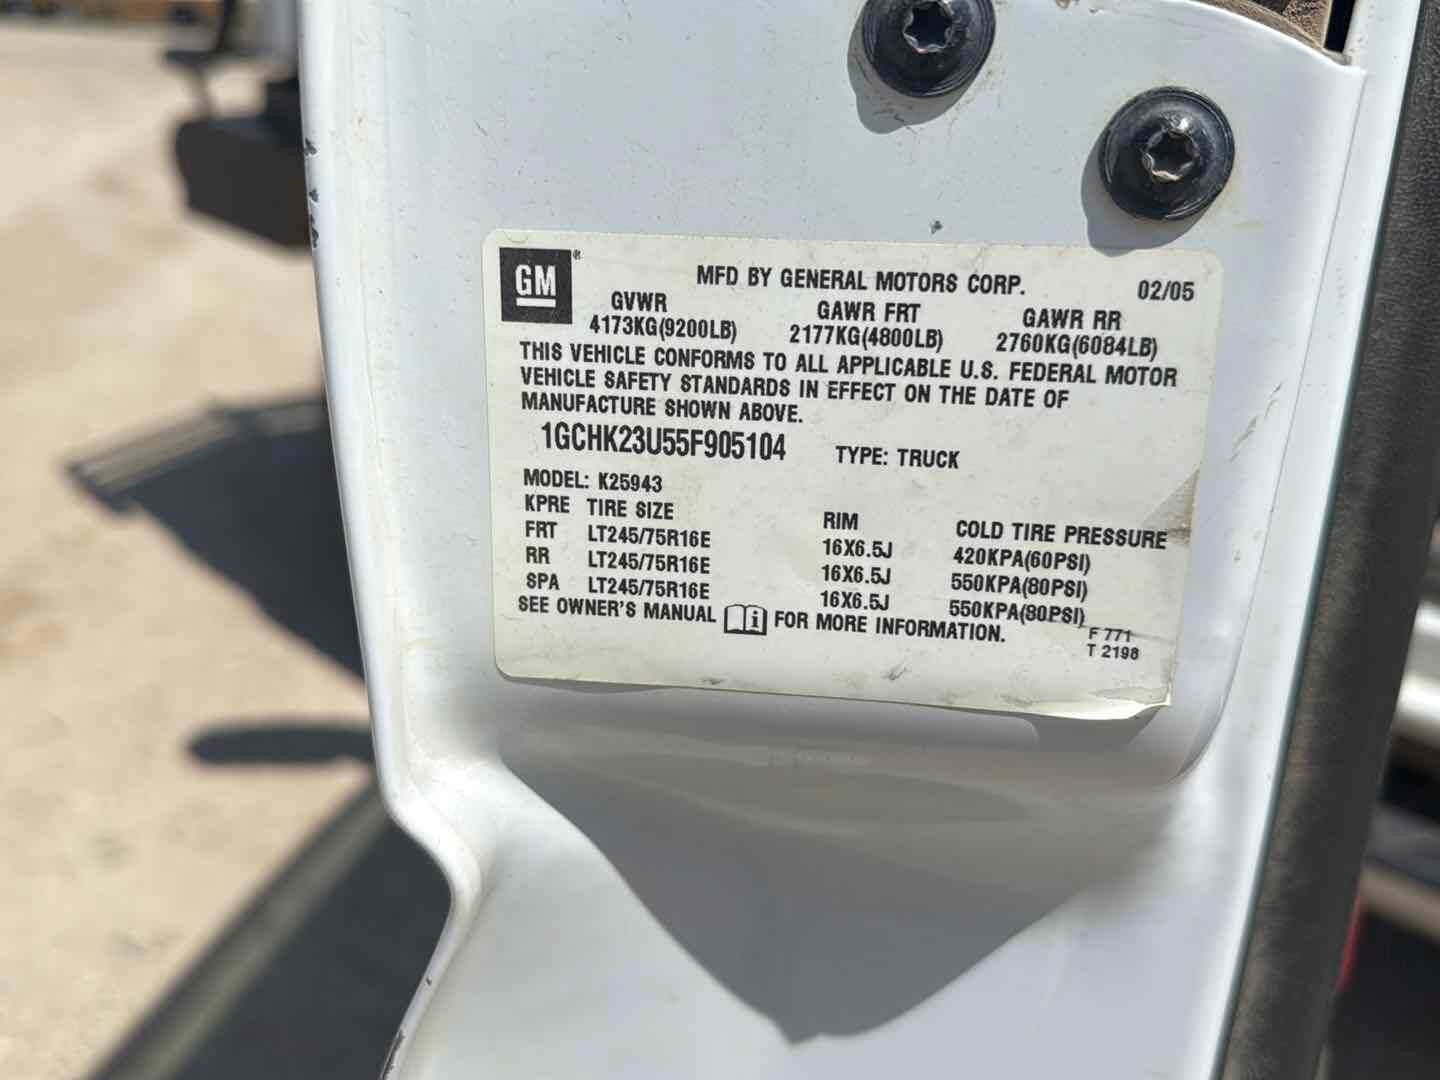 GM®
MFD BY GENERAL MOTORS CORP. 02/05
GVWR GAWR FRT GAWR RR
4173KG(9200LB) 2177KG(4800LB) 2760KG(6084LB)
THIS VEHICLE CONFORMS TO ALL APPLICABLE U.S. FEDERAL MOTOR
VEHICLE SAFETY STANDARDS IN EFFECT ON THE DATE OF
MANUFACTURE SHOWN ABOVE.
1GCHK23U55F905104 TYPE: TRUCK
MODEL: K25943
KPRE TIRE SIZE RIM COLD TIRE PRESSURE
FRT LT245/75R16E 16X6.5J 420KPA(60PSI)
RR LT245/75R16E 16X6.5J 550KPA(80PSI)
SPA LT245/75R16E 16X6.5J 550KPA(80PSI)
SEE OWNER'S MANUAL i FOR MORE INFORMATION.
F 771
T 2198